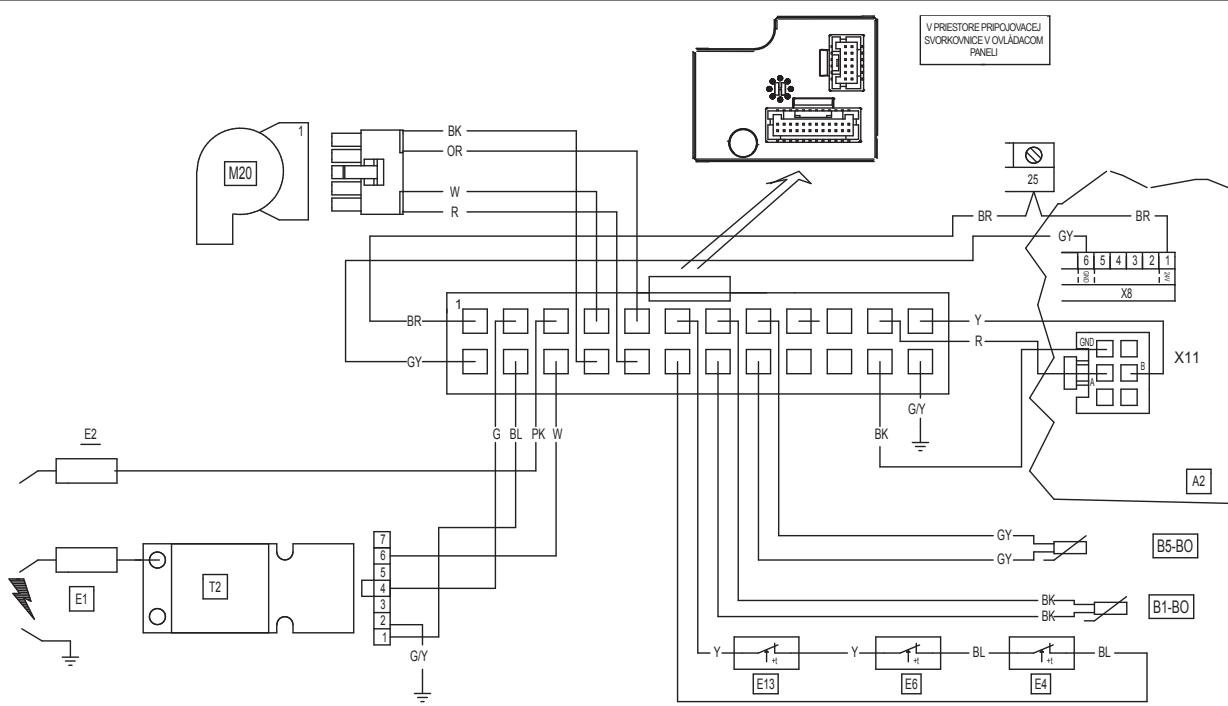 V PRIESTORE PRIPOJOVACEJ
SVORKOVNICE V OVLÁDACOM
PANELI
1
M20
BK
OR
W
R
25
BR
BR
GY
6 5 4 3 2 1
GND
24V
X8
1
BR
GY
Y
R
GND
A
B
X11
G/Y
BK
G BL PK W
E2
A2
7
6
5
4
3
2
1
E1
T2
G/Y
GY
GY
B5-BO
BK
BK
B1-BO
Y
+t
Y
+t
BL
+t
BL
E13
E6
E4